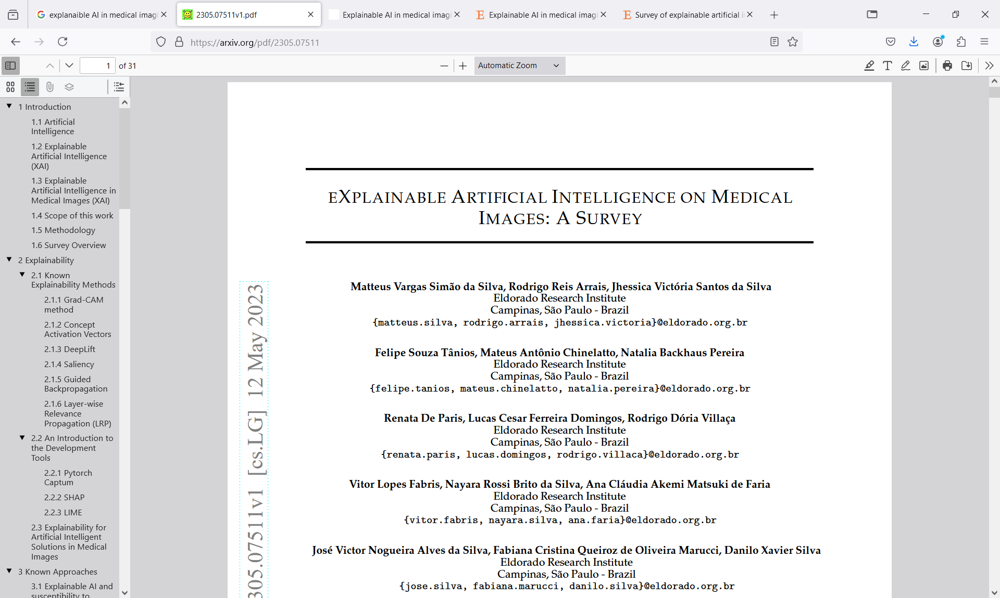 explanaible AI in medical imagi
2305.07511v1.pdf
Explainable AI in medical imagi
Explainable AI in medical imagi
Survey of explainable artificial i
https://arxiv.org/pdf/2305.07511
1
of 31
Automatic Zoom
1 Introduction
1.1 Artificial
Intelligence
1.2 Explainable
Artificial Intelligence
(XAI)
1.3 Explainable
Artificial Intelligence in
Medical Images (XAI)
1.4 Scope of this work
1.5 Methodology
1.6 Survey Overview
2 Explainability
2.1 Known
Explainability Methods
2.1.1 Grad-CAM
method
2.1.2 Concept
Activation Vectors
2.1.3 DeepLift
2.1.4 Saliency
2.1.5 Guided
Backpropagation
2.1.6 Layer-wise
Relevance
Propagation (LRP)
2.2 An Introduction to
the Development
Tools
2.2.1 Pytorch
Captum
2.2.2 SHAP
2.2.3 LIME
2.3 Explainability for
Artificial Intelligent
Solutions in Medical
Images
3 Known Approaches
3.1 Explainable AI and
susceptibility to
305.07511v1 [cs.LG] 12 May 2023
EXPLAINABLE ARTIFICIAL INTELLIGENCE ON MEDICAL
IMAGES: A SURVEY
Matteus Vargas Simão da Silva, Rodrigo Reis Arrais, Jhessica Victória Santos da Silva
Eldorado Research Institute
Campinas, São Paulo - Brazil
{matteus.silva, rodrigo.arrais, jhessica.victoria}@eldorado.org.br
Felipe Souza Tânios, Mateus Antônio Chinelatto, Natalia Backhaus Pereira
Eldorado Research Institute
Campinas, São Paulo - Brazil
{felipe.tanios, mateus.chinelatto, natalia.pereira}@eldorado.org.br
Renata De Paris, Lucas Cesar Ferreira Domingos, Rodrigo Dória Villaça
Eldorado Research Institute
Campinas, São Paulo - Brazil
{renata.paris, lucas.domingos, rodrigo.villaca}@eldorado.org.br
Vitor Lopes Fabris, Nayara Rossi Brito da Silva, Ana Cláudia Akemi Matsuki de Faria
Eldorado Research Institute
Campinas, São Paulo - Brazil
{vitor.fabris, nayara.silva, ana.faria}@eldorado.org.br
José Victor Nogueira Alves da Silva, Fabiana Cristina Queiroz de Oliveira Marucci, Danilo Xavier Silva
Eldorado Research Institute
Campinas, São Paulo - Brazil
{jose.silva, fabiana.marucci, danilo.silva}@eldorado.org.br